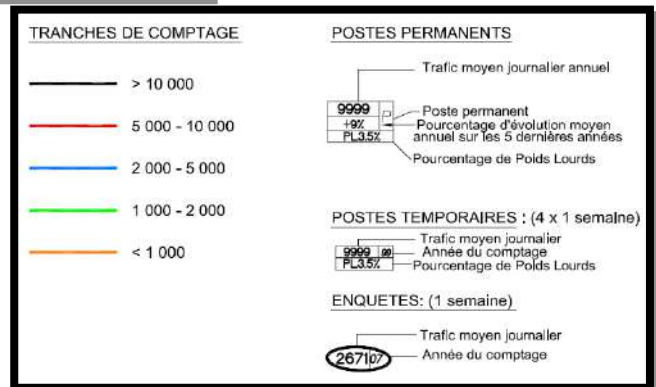 TRANCHES DE COMPTAGE
> 10 000
5 000 - 10 000
2 000 - 5 000
1 000 - 2 000
< 1 000
POSTES PERMANENTS
Trafic moyen journalier annuel
9999
+9%
PL3.5%
Poste permanent
Pourcentage d'évolution moyen
annuel sur les 5 dernières années
Pourcentage de Poids Lourds
POSTES TEMPORAIRES : (4 x 1 semaine)
Trafic moyen journalier
9999
PL3.5%
Année du comptage
Pourcentage de Poids Lourds
ENQUETES: (1 semaine)
Trafic moyen journalier
2671 07
Année du comptage